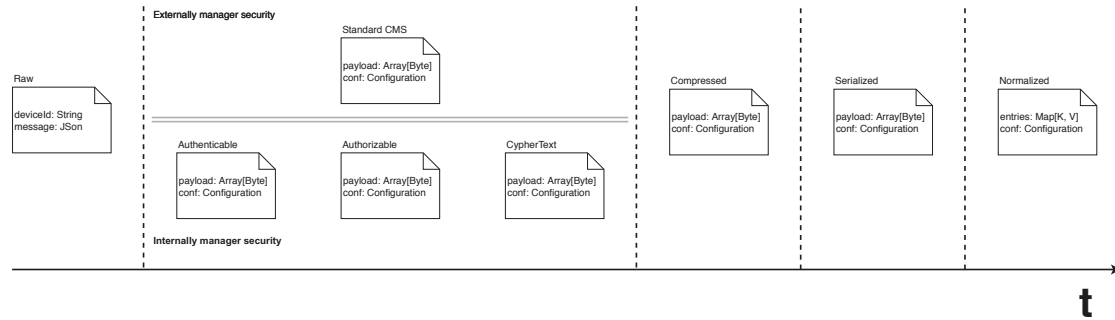 Externally manager security
Standard CMS
payload: Array[Byte]
conf: Configuration
Raw
deviceId: String
message: JSon
Authenticable
payload: Array[Byte]
conf: Configuration
Authorizable
payload: Array[Byte]
conf: Configuration
CypherText
payload: Array[Byte]
conf: Configuration
Internally manager security
Compressed
payload: Array[Byte]
conf: Configuration
Serialized
payload: Array[Byte]
conf: Configuration
Normalized
entries: Map[K, V]
conf: Configuration
t